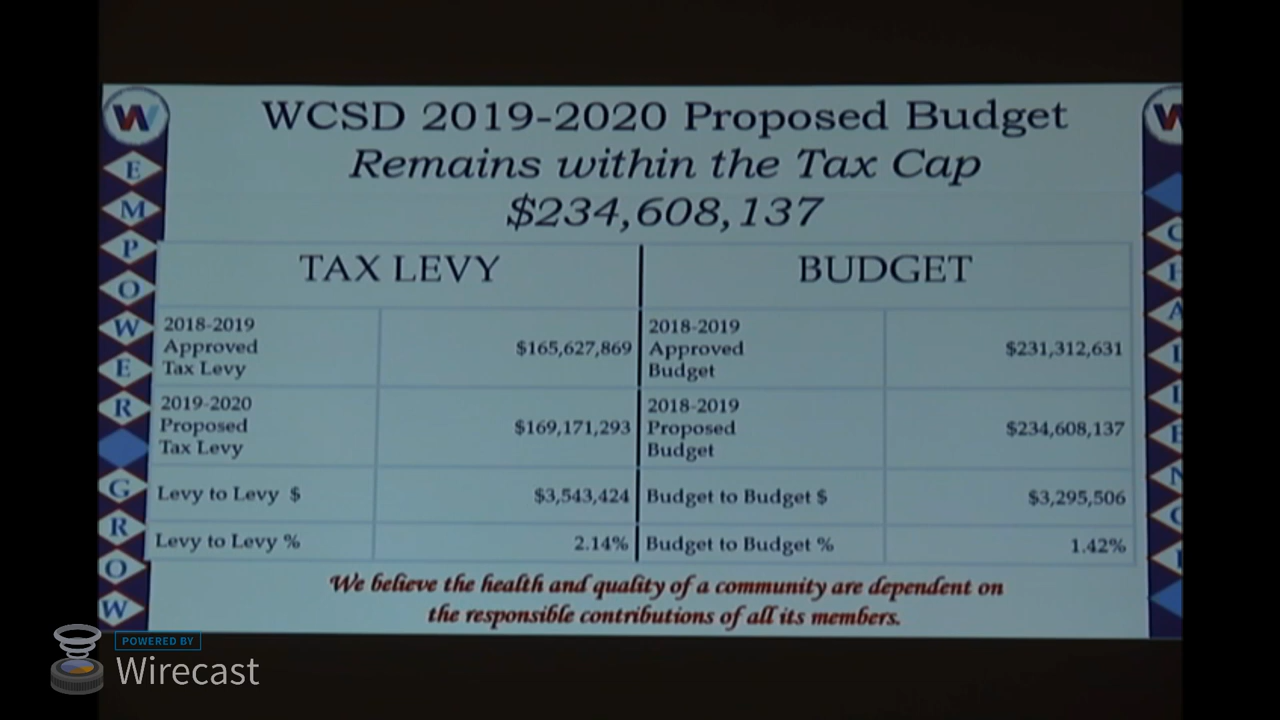 WCSD 2019-2020 Proposed Budget
Remains within the Tax Cap
$234,608,137
TAX LEVY
BUDGET
2018-2019
Approved
Tax Levy
$165,627,869
2018-2019
Approved
Budget
$231,312,631
2019-2020
Proposed
Tax Levy
$169,171,293
2018-2019
Proposed
Budget
$234,608,137
Levy to Levy $
$3,543,424
Budget to Budget $
$3,295,506
Levy to Levy %
2.14%
Budget to Budget %
1.42%
We believe the health and quality of a community are dependent on
the responsible contributions of all its members.
W
E
M
P
O
W
E
R
G
R
O
W
W
POWERED BY
Wirecast